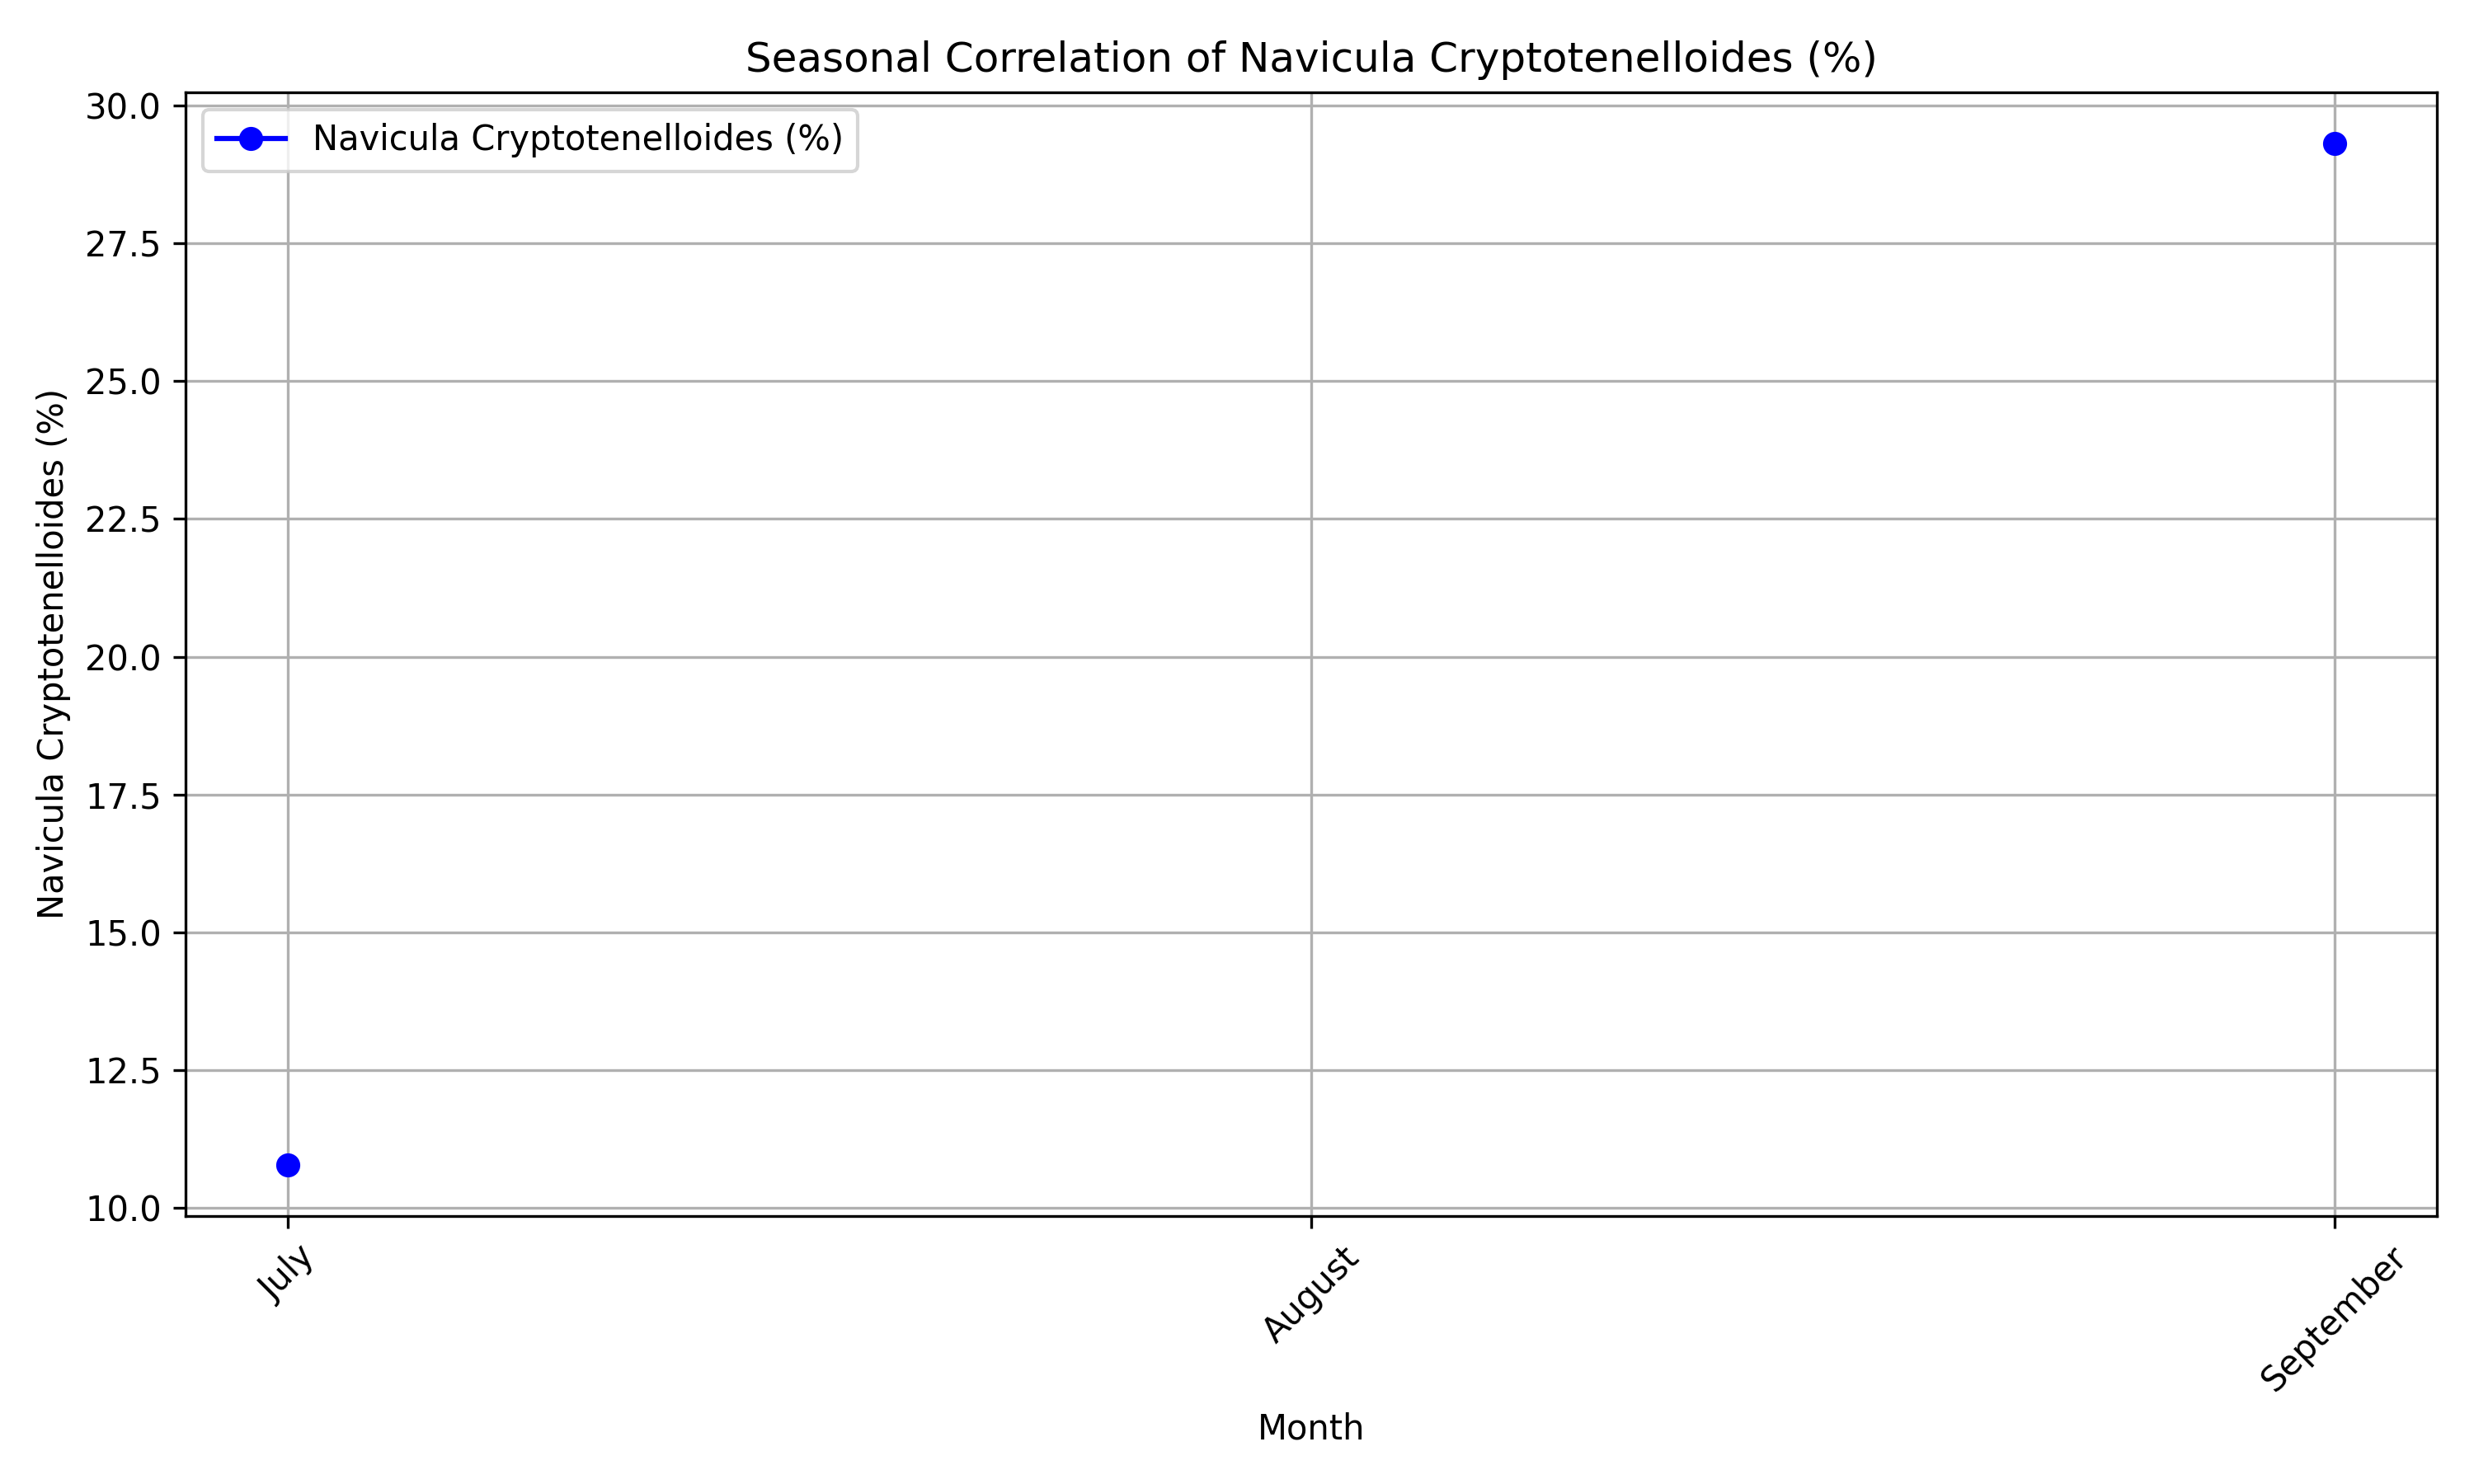 Seasonal Correlation of Navicula Cryptotenelloides (%)
Navicula Cryptotenelloides (%)
Navicula Cryptotenelloides (%)
30.0
27.5
25.0
22.5
20.0
17.5
15.0
12.5
10.0
July
August
September
Month